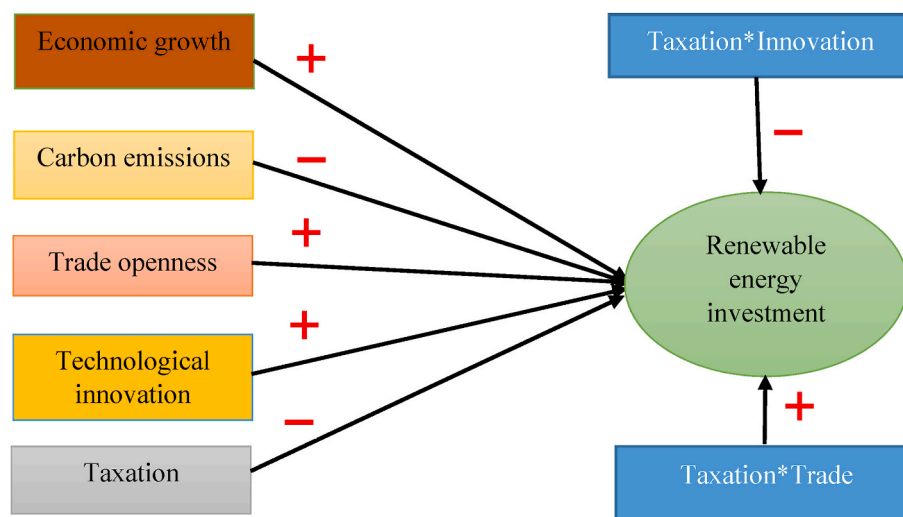 Economic growth
+
Taxation*Innovation
Carbon emissions
−
−
Trade openness
+
Renewable
energy
investment
Technological
innovation
+
Taxation
−
+
Taxation*Trade